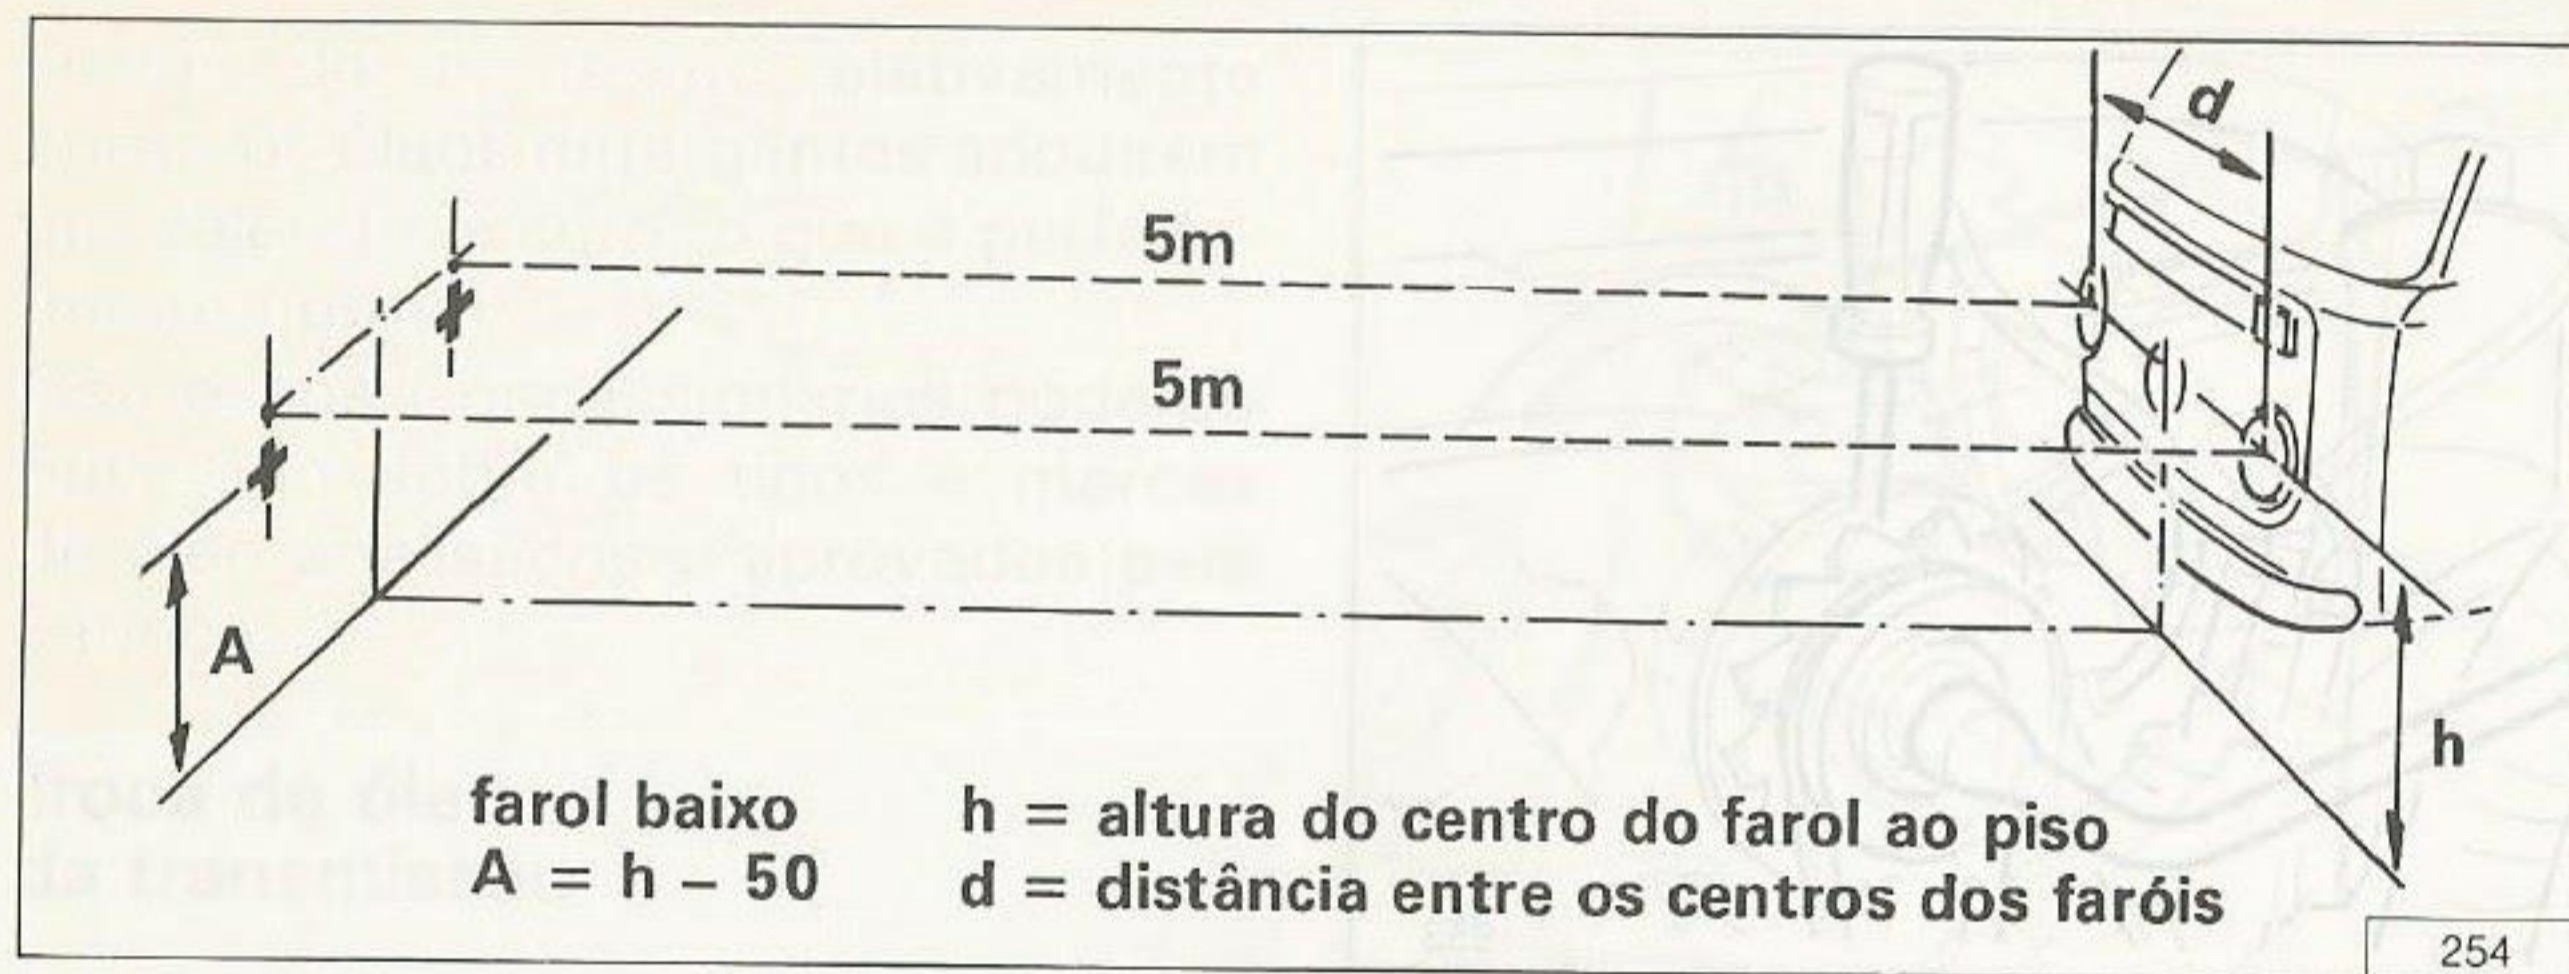 d
5m
5m
A
h
farol baixo
A = h – 50
h = altura do centro do farol ao piso
d = distância entre os centros dos faróis
254